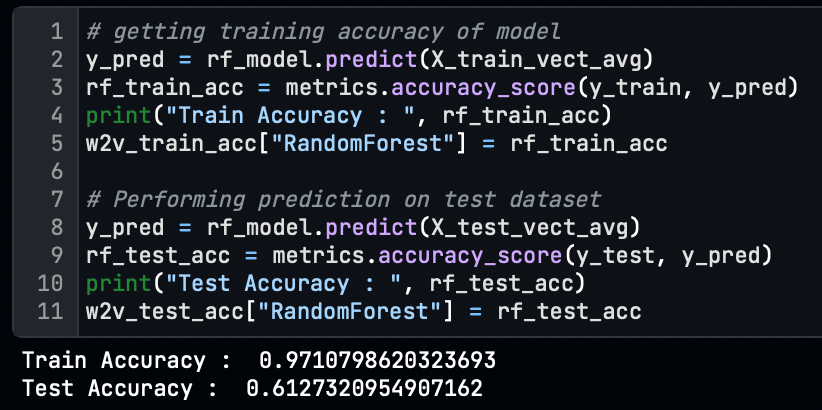 1 # getting training accuracy of model
2 y_pred = rf_model.predict(X_train_vect_avg)
3 rf_train_acc = metrics.accuracy_score(y_train, y_pred)
4 print("Train Accuracy : ", rf_train_acc)
5 w2v_train_acc["RandomForest"] = rf_train_acc
6
7 # Performing prediction on test dataset
8 y_pred = rf_model.predict(X_test_vect_avg)
9 rf_test_acc = metrics.accuracy_score(y_test, y_pred)
10 print("Test Accuracy : ", rf_test_acc)
11 w2v_test_acc["RandomForest"] = rf_test_acc
Train Accuracy :  0.9710798620323693
Test Accuracy :  0.6127320954907162